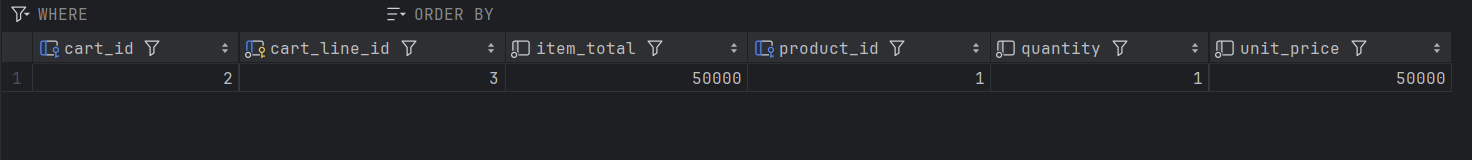 WHERE ORDER BY
cart_id cart_line_id item_total product_id quantity unit_price
1 2 3 50000 1 1 50000